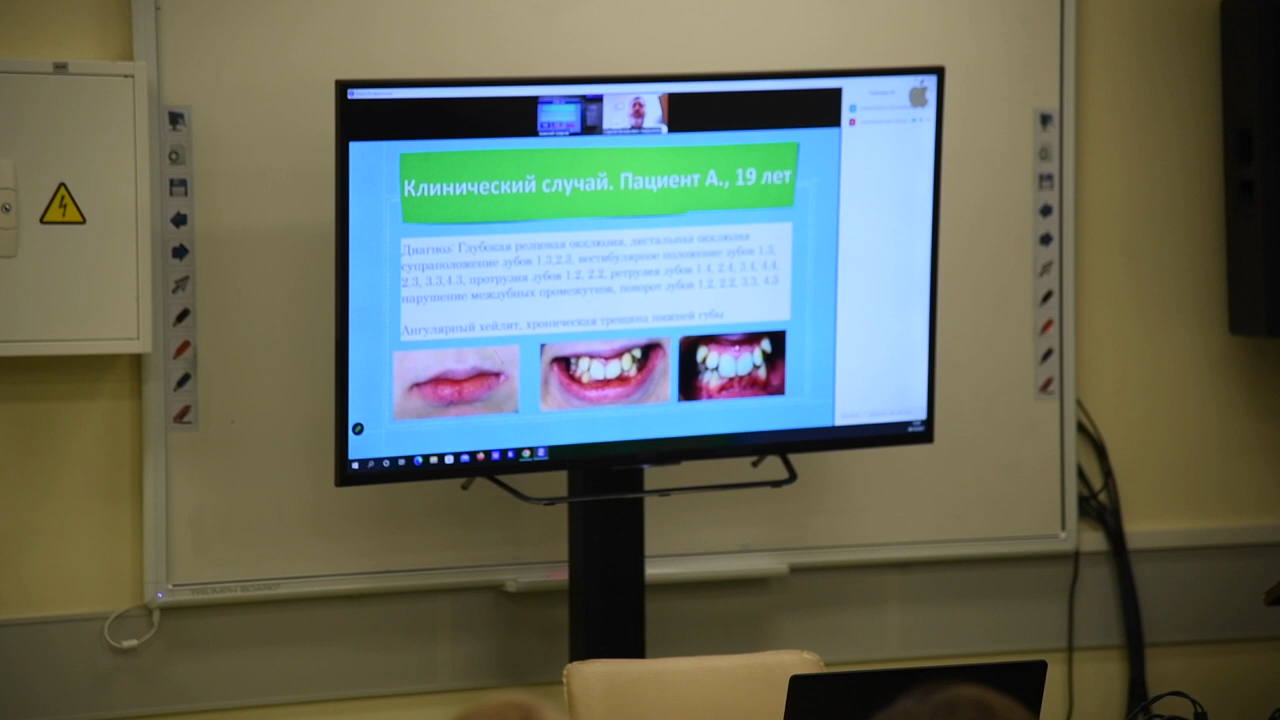 Клинический случай. Пациент А., 19 лет
Диагноз: Глубокая резцовая окклюзия, дистальная окклюзия
супраположение зубов 1.3,2.3, вестибулярное положение зубов 1.3,
2.3, 3.3,4.3, протрузия зубов 1.2, 2.2, ретрузия зубов 1.4, 2.4, 3.4, 4.4,
нарушение межзубных промежутков, поворот зубов 1.2, 2.2, 3.3, 4.3
Ангулярный хейлит, хроническая трещина нижней губы
TRIUMPH BOARD